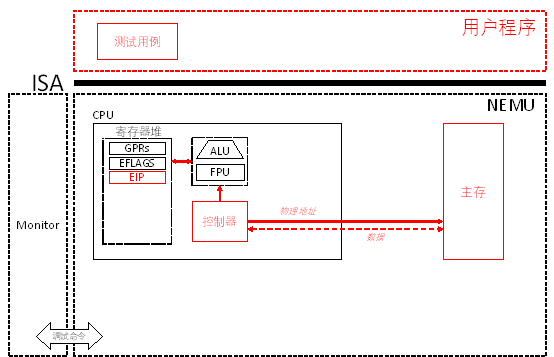 用户程序
测试用例
ISA
NEMU
CPU
寄存器堆
GPRs
EFLAGS
EIP
ALU
FPU
控制器
物理地址
数据
主存
Monitor
调试命令